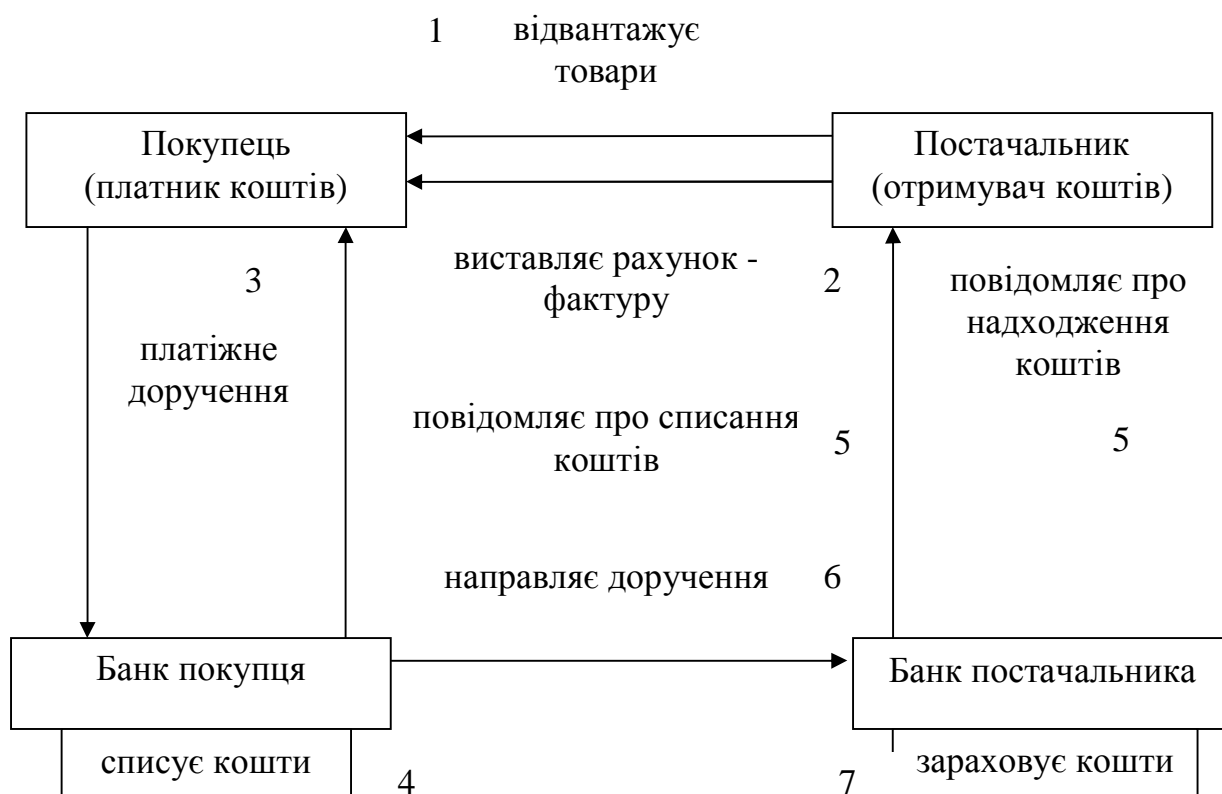 1 відвантажує
товари
Покупець
(платник коштів)
Постачальник
(отримувач коштів)
3
платіжне
доручення
виставляє рахунок -
фактуру
2
повідомляє про
надходження
коштів
повідомляє про списання
коштів
5
5
направляє доручення 6
Банк покупця
Банк постачальника
списує кошти
4
7
зараховує кошти